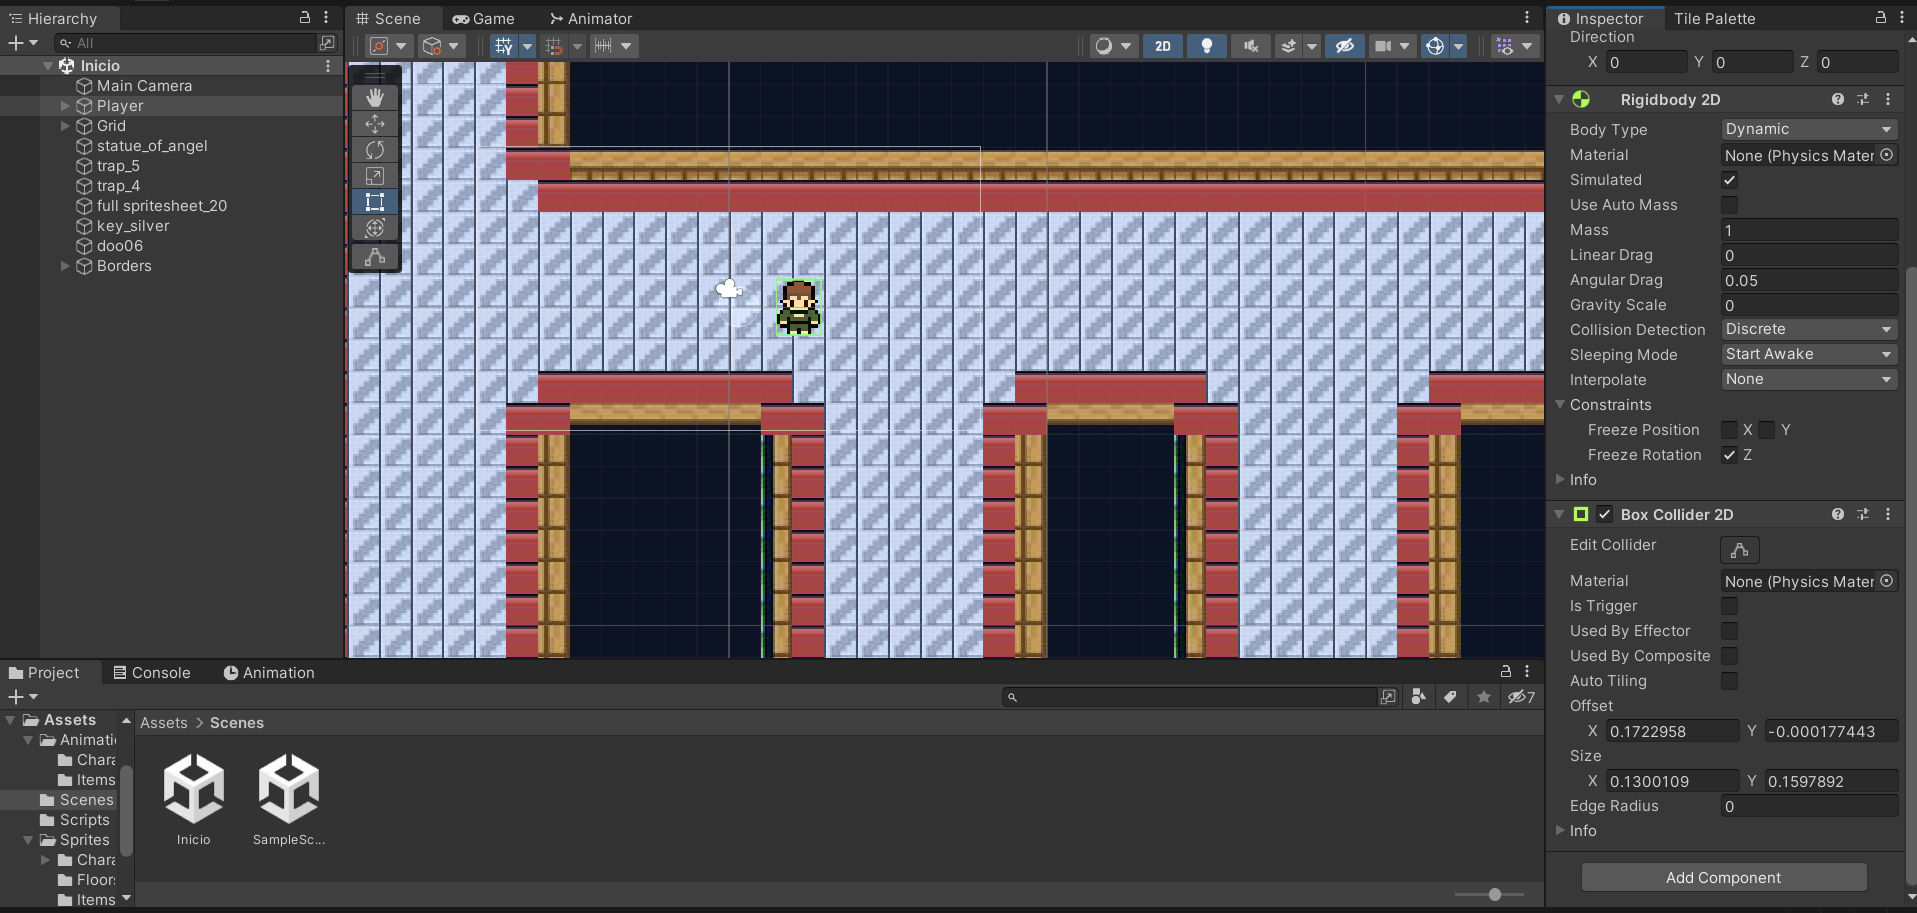 Hierarchy
All
Inicio
Main Camera
Player
Grid
statue_of_angel
trap_5
trap_4
full spritesheet_20
key_silver
doo06
Borders
Scene
Game
Animator
2D
Inspector
Tile Palette
Direction
X 0 Y 0 Z 0
Rigidbody 2D
Body Type Dynamic
Material None (Physics Mater
Simulated
Use Auto Mass
Mass 1
Linear Drag 0
Angular Drag 0.05
Gravity Scale 0
Collision Detection Discrete
Sleeping Mode Start Awake
Interpolate None
Constraints
Freeze Position X Y
Freeze Rotation Z
Info
Box Collider 2D
Edit Collider
Material None (Physics Mater
Is Trigger
Used By Effector
Used By Composite
Auto Tiling
Offset
X 0.1722958 Y -0.000177443
Size
X 0.1300109 Y 0.1597892
Edge Radius 0
Info
Add Component
Project
Console
Animation
7
Assets
Animati
Chara
Items
Scenes
Scripts
Sprites
Chara
Floors
Items
Assets > Scenes
Inicio
SampleSc...